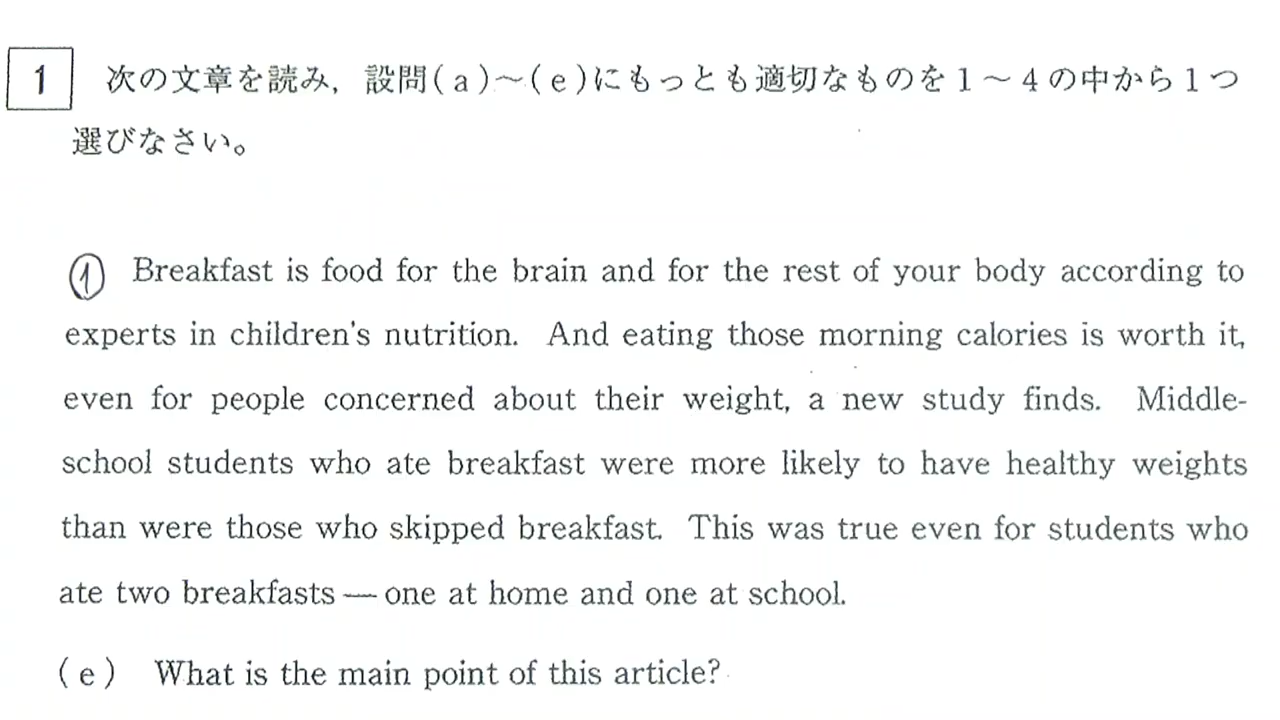 1 次の文章を読み，設問(ａ)～(ｅ)にもっとも適切なものを１～４の中から１つ
選びなさい。
① Breakfast is food for the brain and for the rest of your body according to
experts in children's nutrition. And eating those morning calories is worth it,
even for people concerned about their weight, a new study finds. Middle-
school students who ate breakfast were more likely to have healthy weights
than were those who skipped breakfast. This was true even for students who
ate two breakfasts — one at home and one at school.
(ｅ) What is the main point of this article?